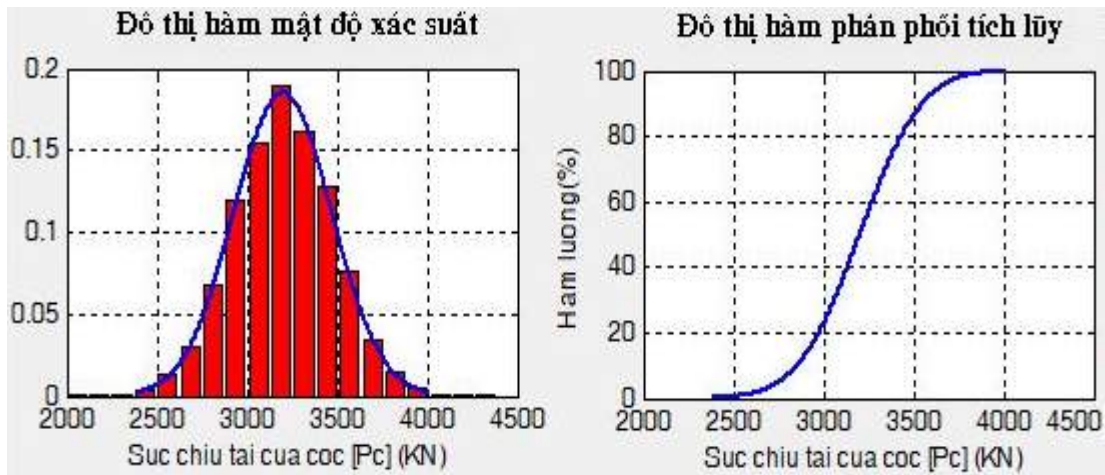 Đô thị hàm mật độ xác suất
0.2
0.15
0.1
0.05
0
2000 2500 3000 3500 4000 4500
Suc chiu tai cua coc [Pc] (KN)
Đô thị hàm phân phối tích lũy
Ham luong(%)
100
80
60
40
20
0
2000 2500 3000 3500 4000 4500
Suc chiu tai cua coc [Pc] (KN)